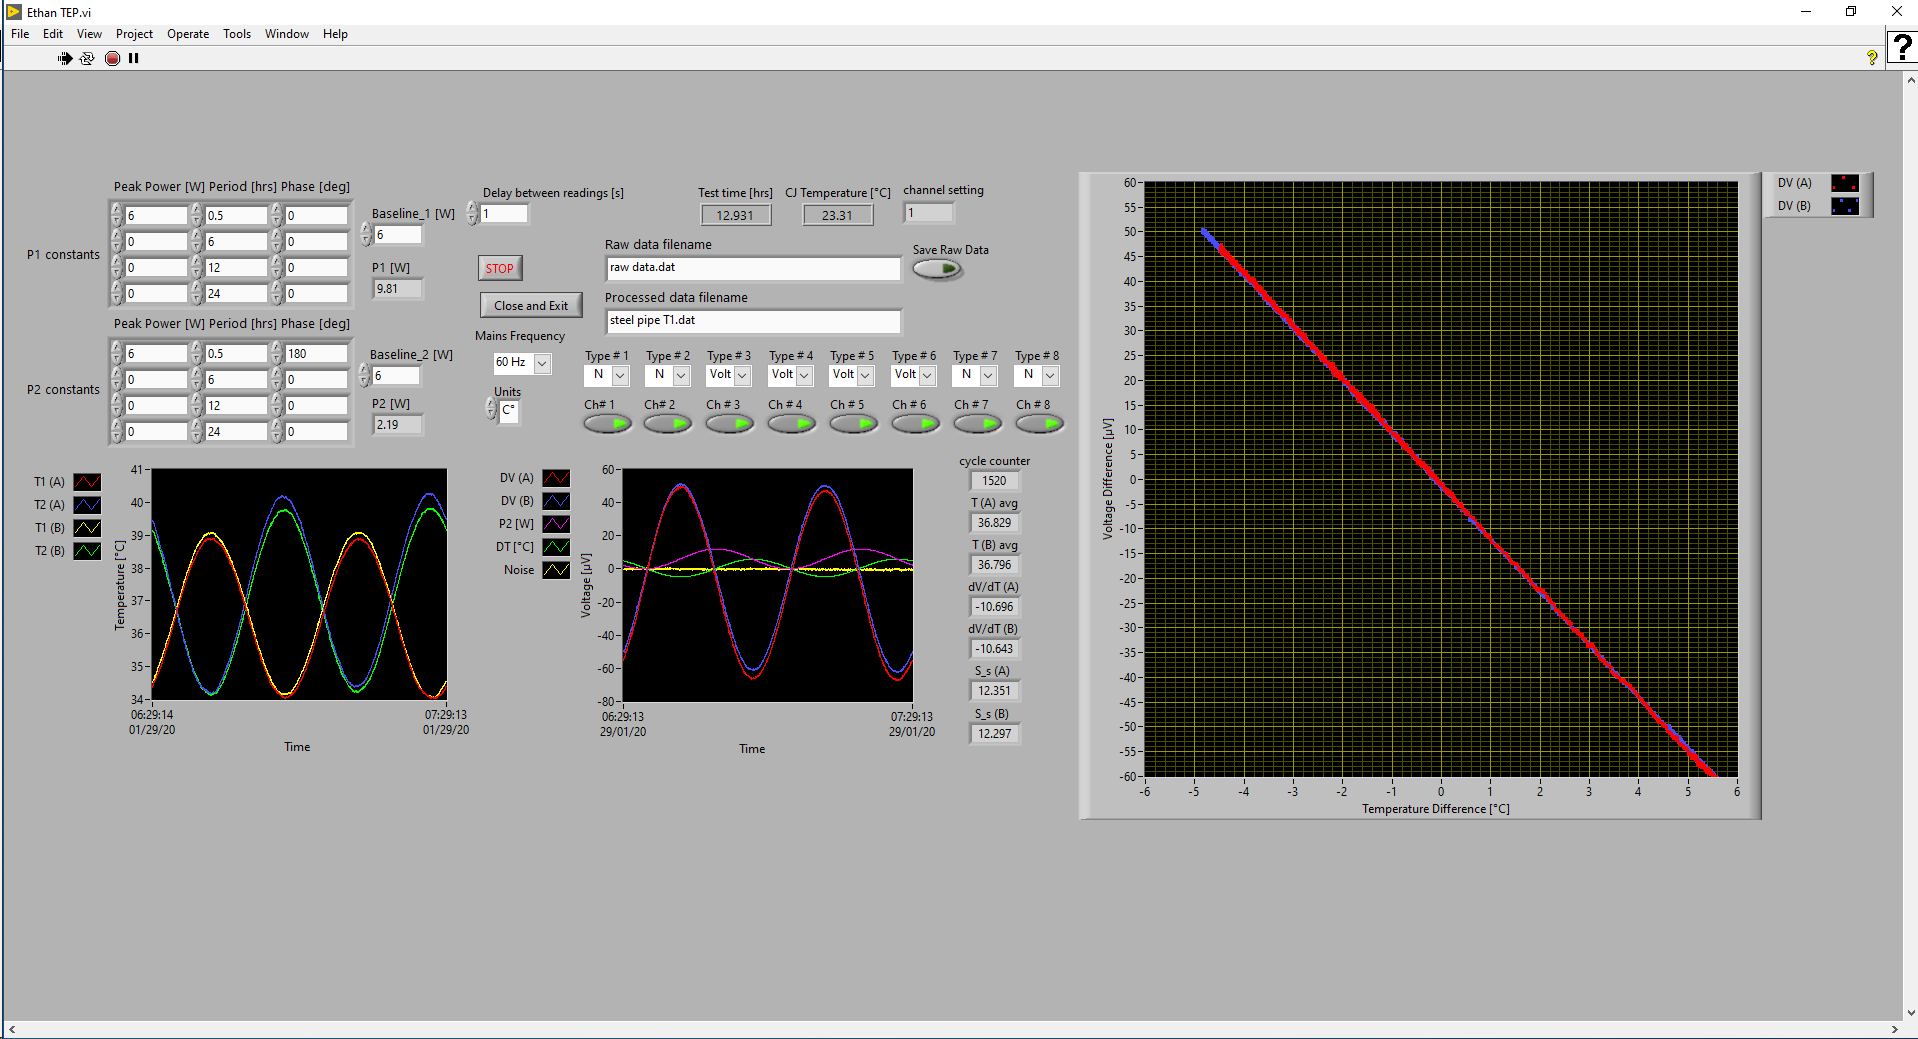 Ethan TEP.vi
File Edit View Project Operate Tools Window Help
?
?
Peak Power [W] Period [hrs] Phase [deg]
P1 constants
6 0.5 0
0 6 0
0 12 0
0 24 0
Baseline_1 [W]
6
P1 [W]
9.81
Peak Power [W] Period [hrs] Phase [deg]
P2 constants
6 0.5 180
0 6 0
0 12 0
0 24 0
Baseline_2 [W]
6
P2 [W]
2.19
Delay between readings [s]
1
STOP
Close and Exit
Mains Frequency
60 Hz
Units
C°
Test time [hrs] CJ Temperature [°C] channel setting
12.931 23.31 1
Raw data filename
raw data.dat
Save Raw Data
Processed data filename
steel pipe T1.dat
Type # 1 Type # 2 Type # 3 Type # 4 Type # 5 Type # 6 Type # 7 Type # 8
N N Volt Volt Volt Volt N N
Ch# 1 Ch# 2 Ch # 3 Ch # 4 Ch # 5 Ch # 6 Ch # 7 Ch # 8
T1 (A)
T2 (A)
T1 (B)
T2 (B)
Temperature [°C]
41
40
39
38
37
36
35
34
06:29:14
01/29/20
07:29:13
01/29/20
Time
DV (A)
DV (B)
P2 [W]
DT [°C]
Noise
Voltage [µV]
60
40
20
0
-20
-40
-60
-80
06:29:13
29/01/20
07:29:13
29/01/20
Time
cycle counter
1520
T (A) avg
36.829
T (B) avg
36.796
dV/dT (A)
-10.696
dV/dT (B)
-10.643
S_s (A)
12.351
S_s (B)
12.297
Voltage Difference [µV]
60
55
50
45
40
35
30
25
20
15
10
5
0
-5
-10
-15
-20
-25
-30
-35
-40
-45
-50
-55
-60
-6 -5 -4 -3 -2 -1 0 1 2 3 4 5 6
Temperature Difference [°C]
DV (A)
DV (B)